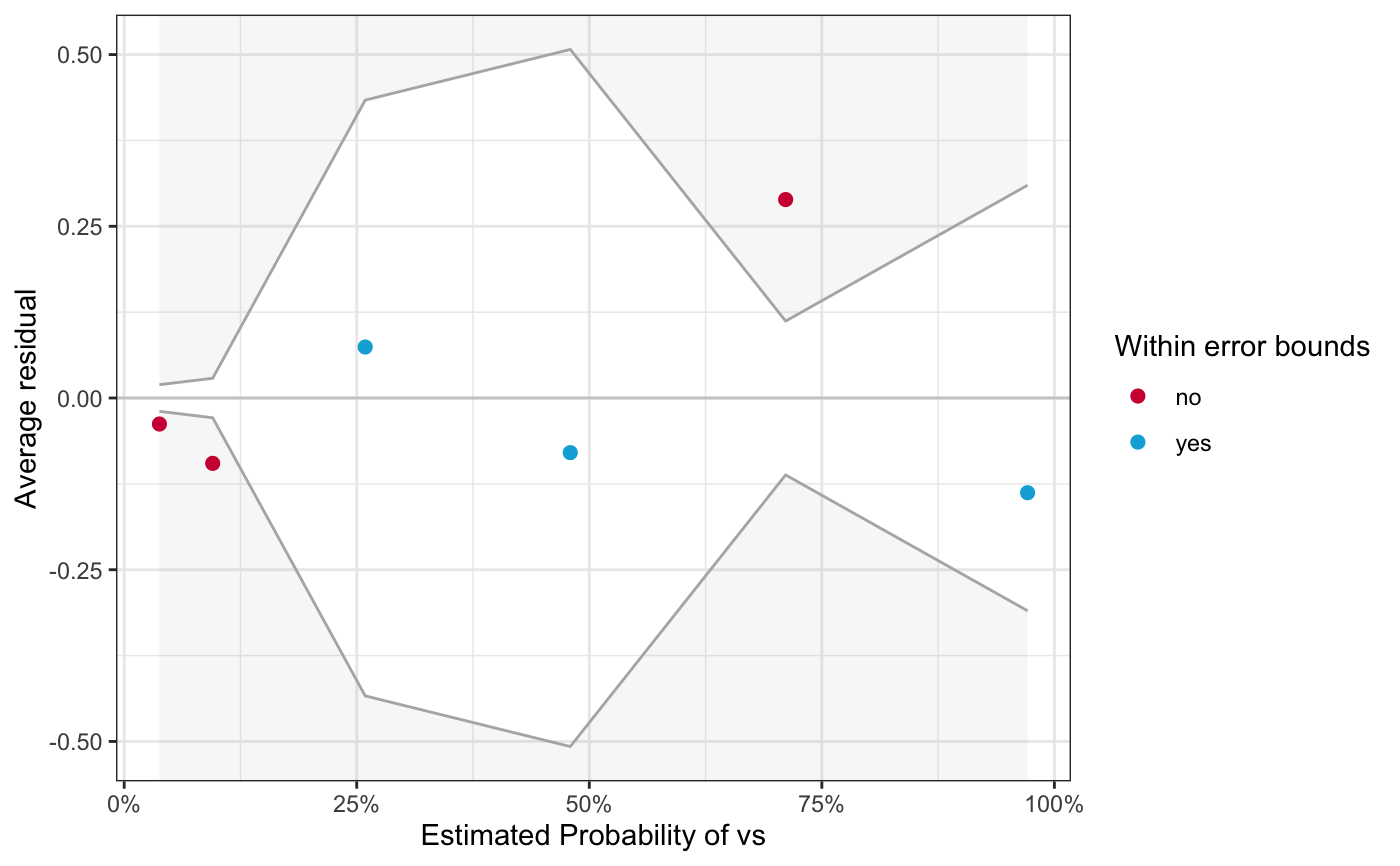 0.50
0.25
0.00
-0.25
-0.50
Average residual
0%
25%
50%
75%
100%
Estimated Probability of vs
Within error bounds
no
yes